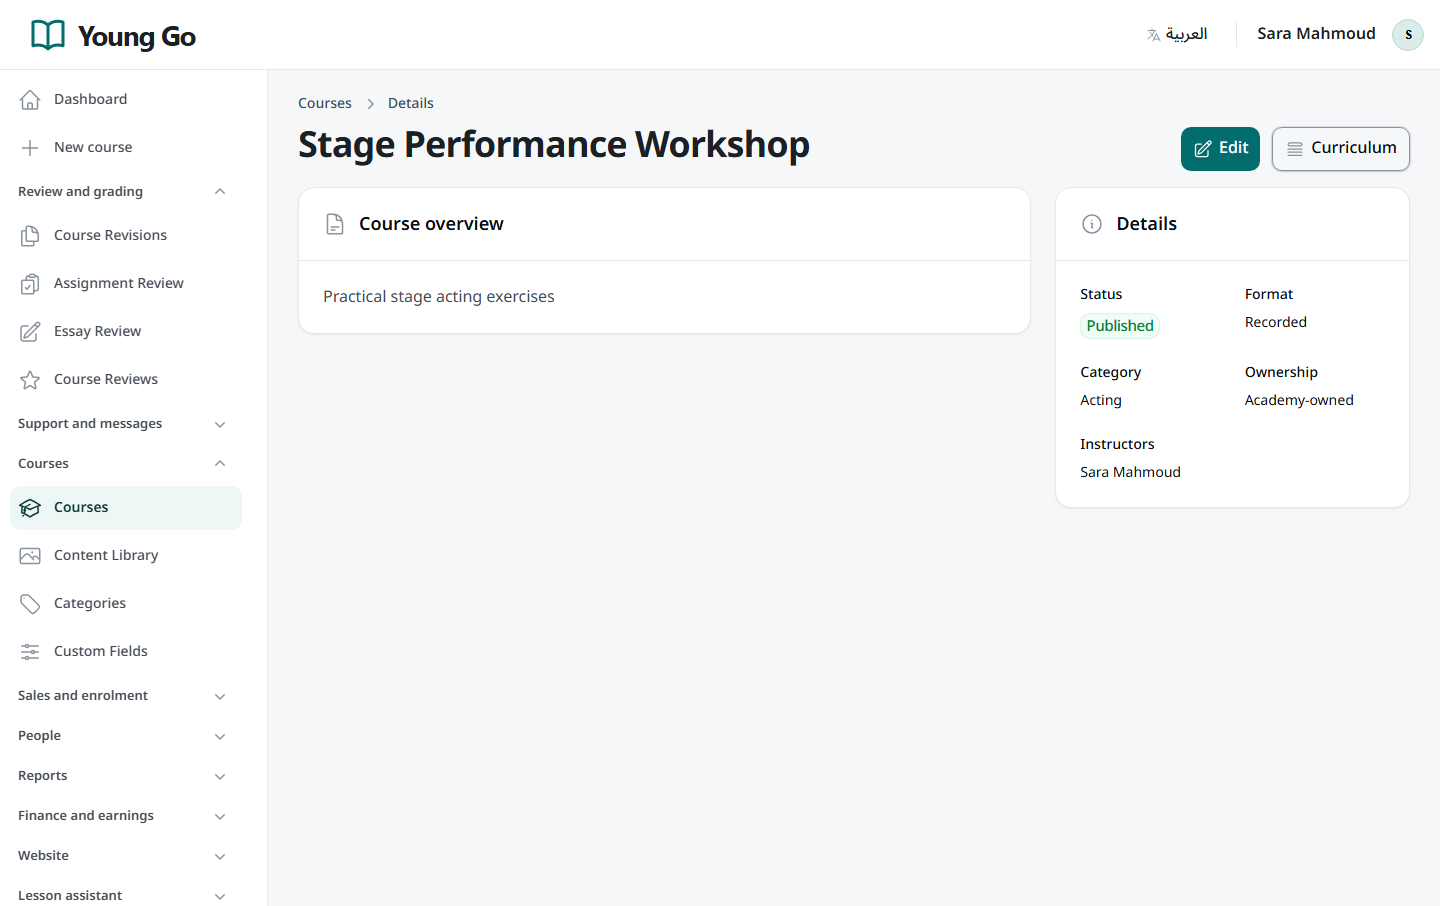 Young Go
العربية
Sara Mahmoud
S
Dashboard
New course
Review and grading
Course Revisions
Assignment Review
Essay Review
Course Reviews
Support and messages
Courses
Courses
Content Library
Categories
Custom Fields
Sales and enrolment
People
Reports
Finance and earnings
Website
Lesson assistant
Courses > Details
Stage Performance Workshop
Edit
Curriculum
Course overview
Practical stage acting exercises
Details
Status
Published
Format
Recorded
Category
Acting
Ownership
Academy-owned
Instructors
Sara Mahmoud